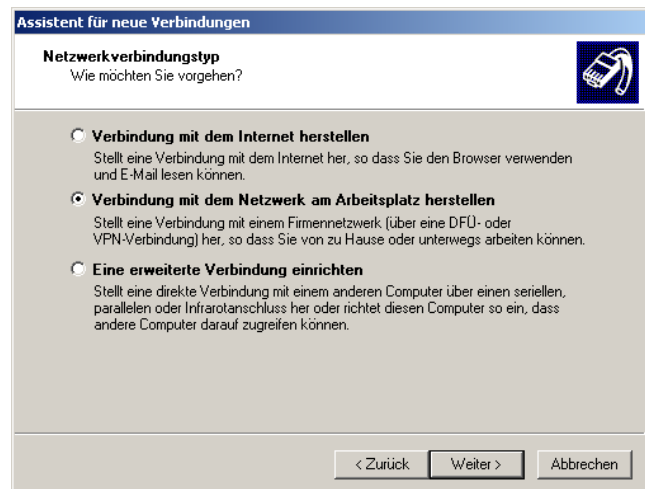 Assistent für neue Verbindungen
Netzwerkverbindungstyp
Wie möchten Sie vorgehen?
Verbindung mit dem Internet herstellen
Stellt eine Verbindung mit dem Internet her, so dass Sie den Browser verwenden
und E-Mail lesen können.
Verbindung mit dem Netzwerk am Arbeitsplatz herstellen
Stellt eine Verbindung mit einem Firmennetzwerk (über eine DFÜ- oder
VPN-Verbindung) her, so dass Sie von zu Hause oder unterwegs arbeiten können.
Eine erweiterte Verbindung einrichten
Stellt eine direkte Verbindung mit einem anderen Computer über einen seriellen,
parallelen oder Infrarotanschluss her oder richtet diesen Computer so ein, dass
andere Computer darauf zugreifen können.
< Zurück Weiter > Abbrechen